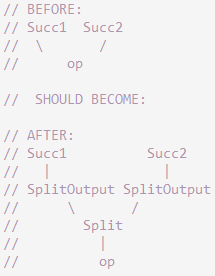 // BEFORE:
// Succ1  Succ2
//  \       /
//      op

//  SHOULD BECOME:

// AFTER:
// Succ1          Succ2
//   |              |
// SplitOutput SplitOutput
//      \       /
//        Split
//          |
//          op